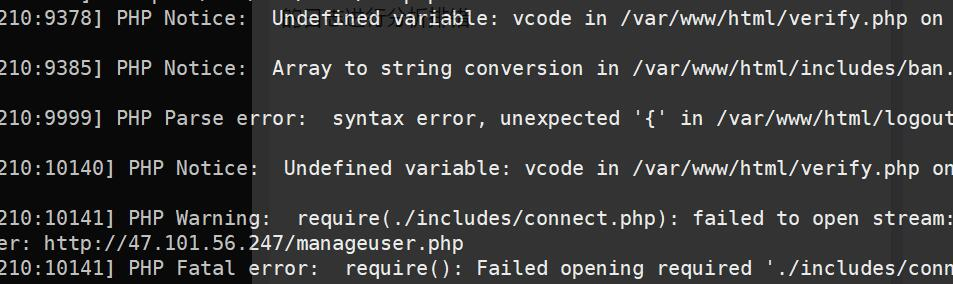 210:9378] PHP Notice:  Undefined variable: vcode in /var/www/html/verify.php on
210:9385] PHP Notice:  Array to string conversion in /var/www/html/includes/ban.
210:9999] PHP Parse error:  syntax error, unexpected '{' in /var/www/html/logout
210:10140] PHP Notice:  Undefined variable: vcode in /var/www/html/verify.php on
210:10141] PHP Warning:  require(./includes/connect.php): failed to open stream:
er: http://47.101.56.247/manageuser.php
210:10141] PHP Fatal error:  require(): Failed opening required './includes/conn